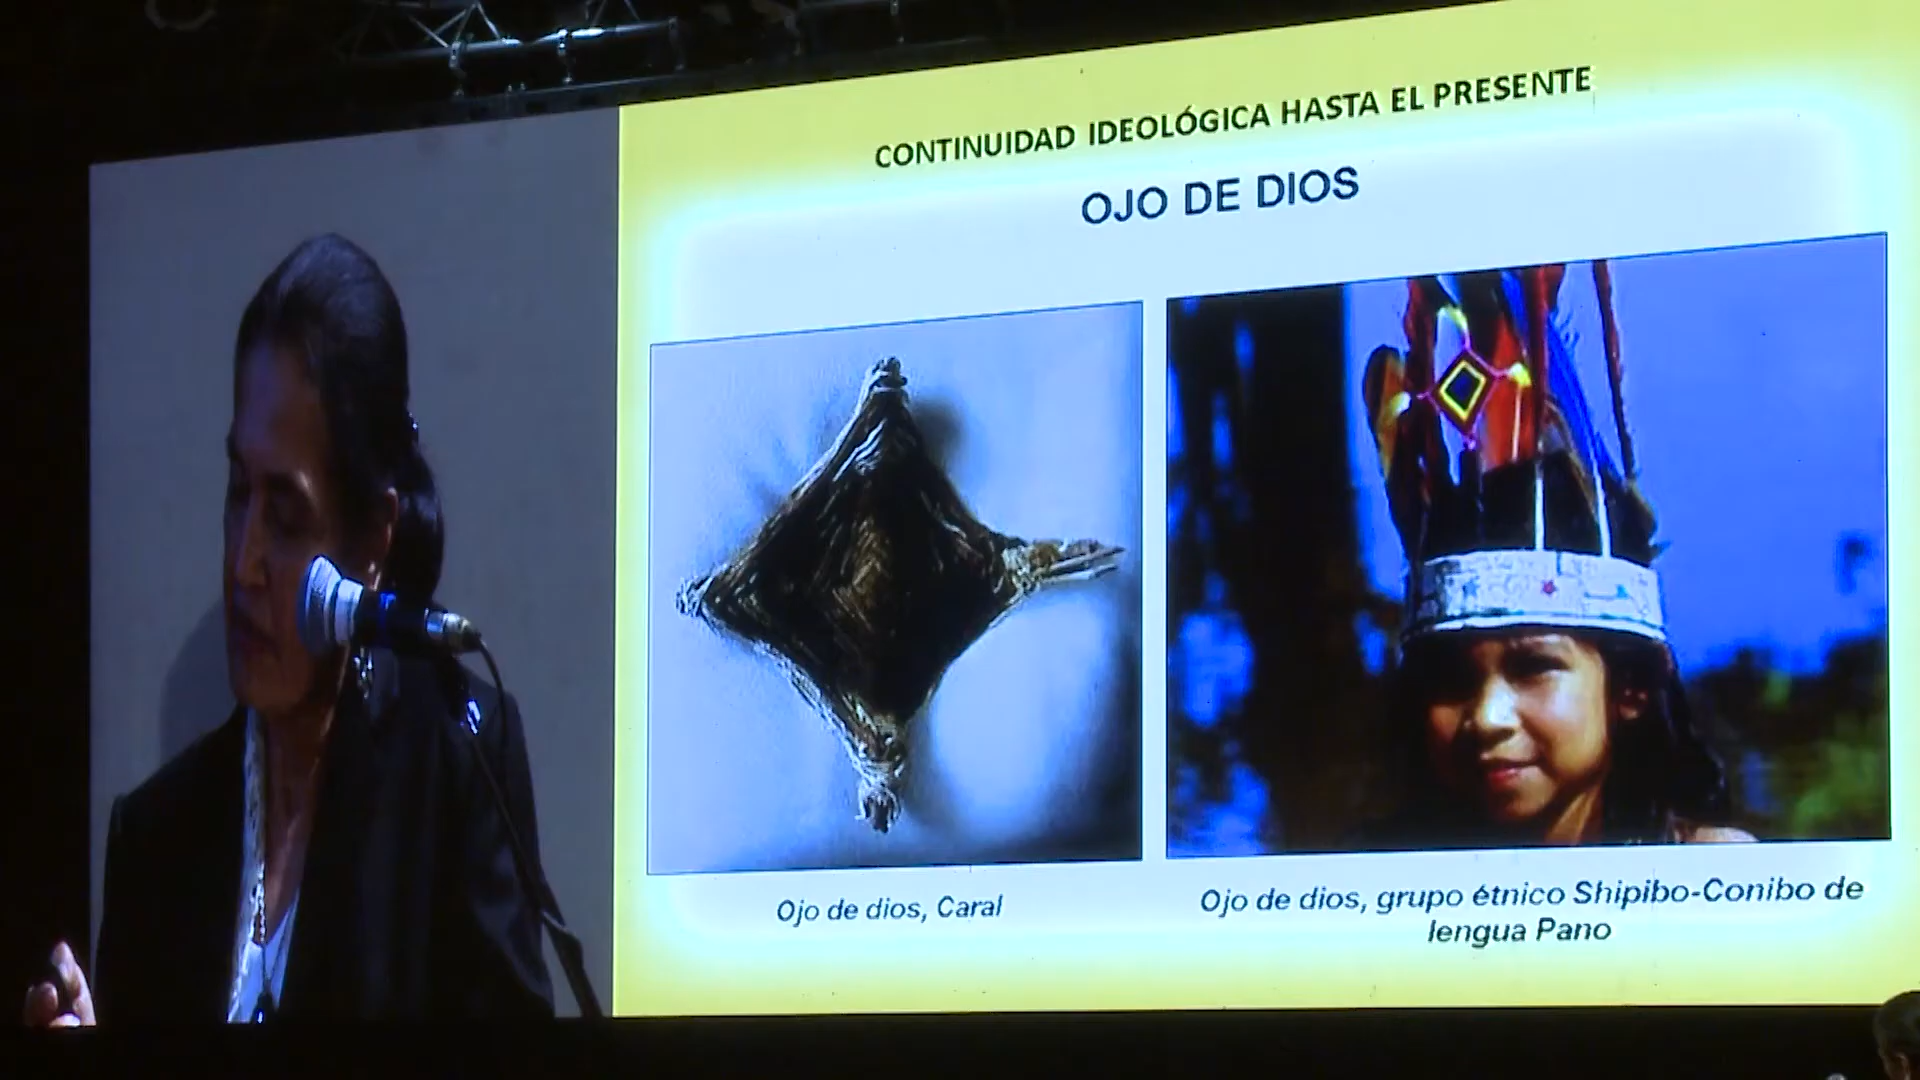 CONTINUIDAD IDEOLÓGICA HASTA EL PRESENTE
OJO DE DIOS
Ojo de dios, Caral
Ojo de dios, grupo étnico Shipibo-Conibo de
lengua Pano